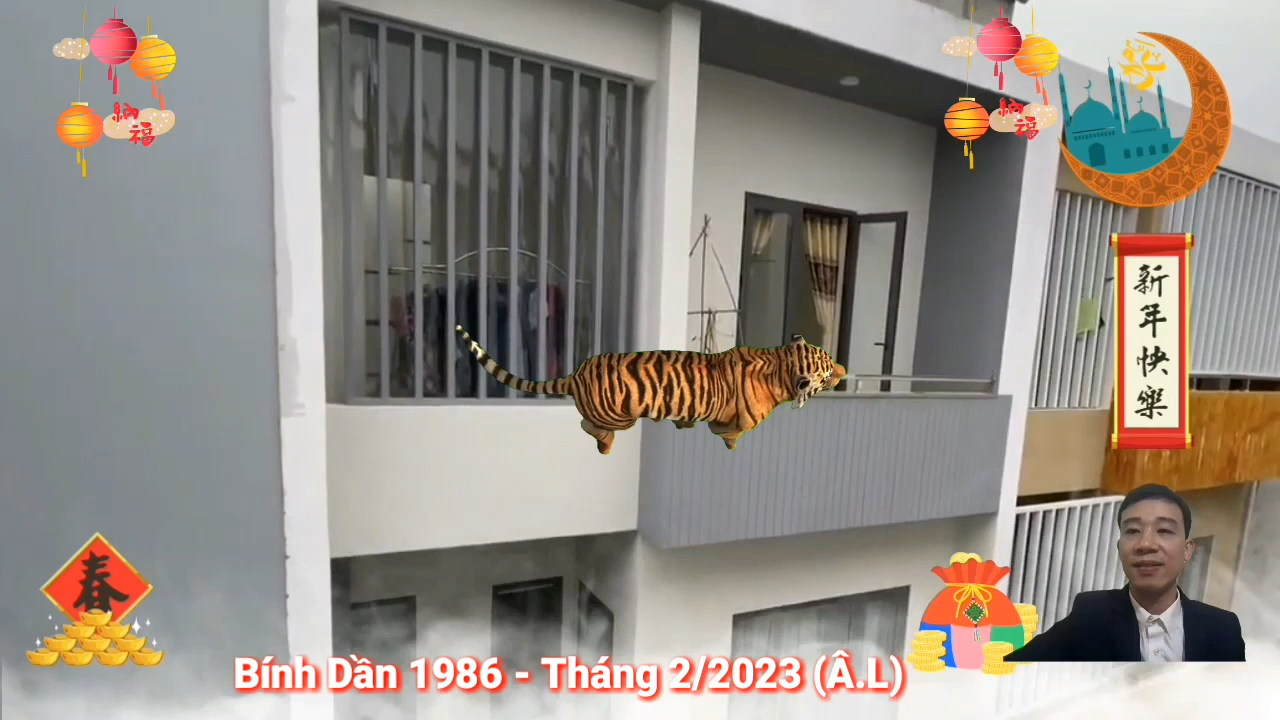 納
福
納
福
新
年
快
樂
春
Bính Dần 1986 - Tháng 2/2023 (Â.L)